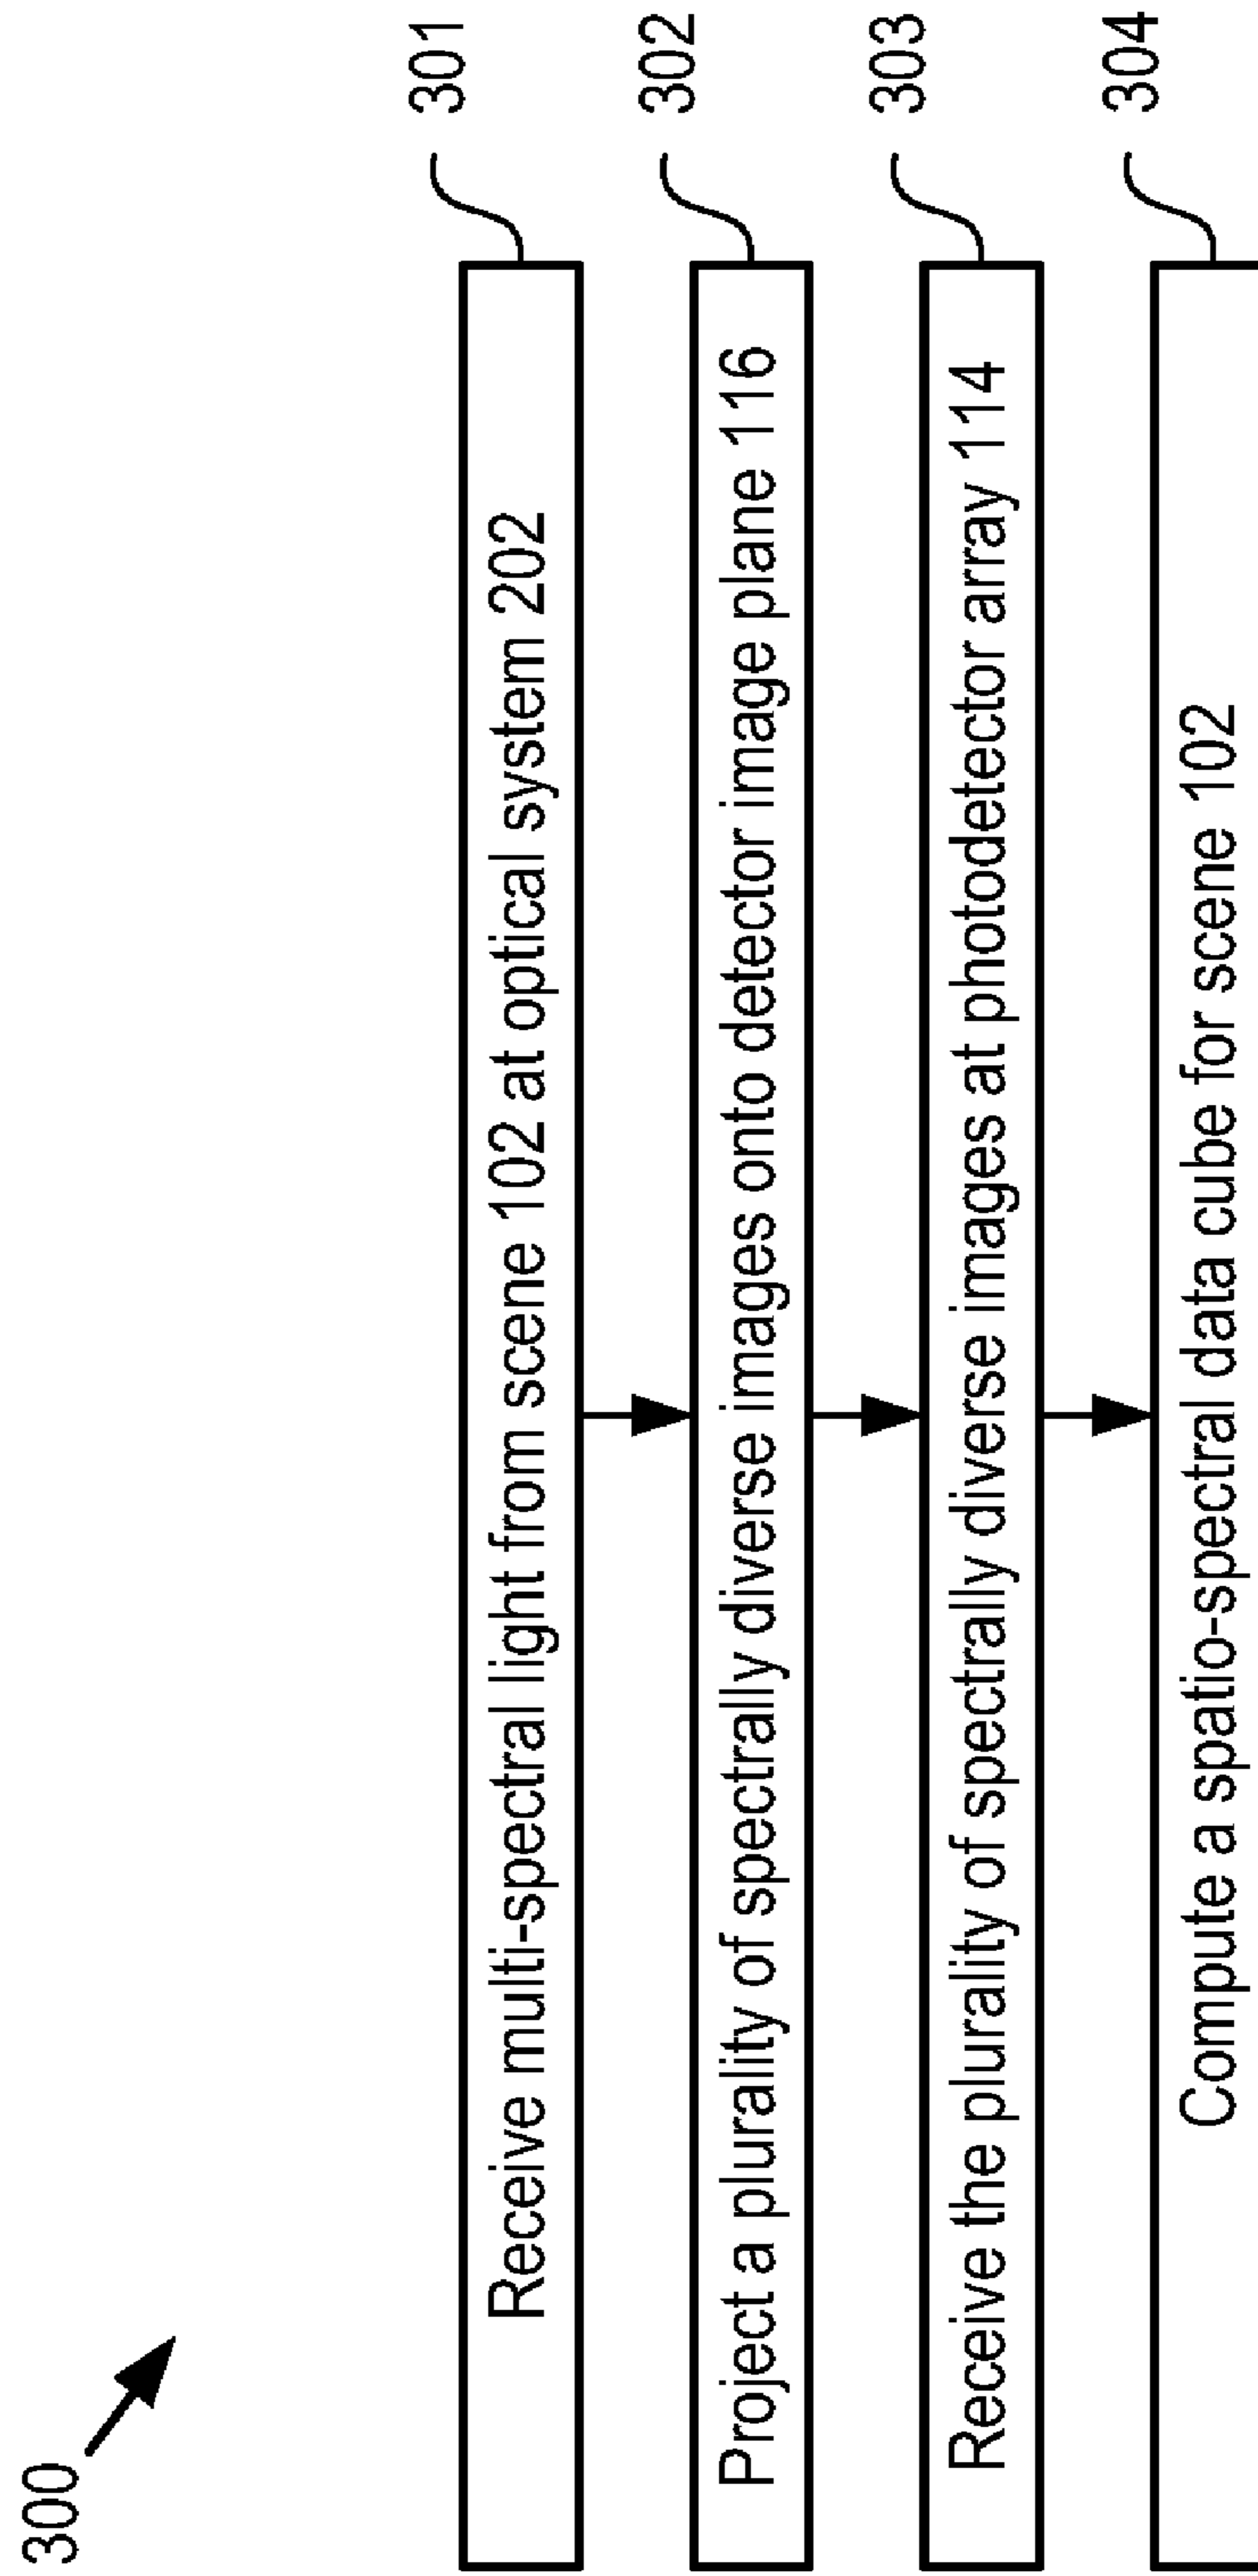 300
Receive multi-spectral light from scene 102 at optical system 202
301
Project a plurality of spectrally diverse images onto detector image plane 116
302
Receive the plurality of spectrally diverse images at photodetector array 114
303
Compute a spatio-spectral data cube for scene 102
304